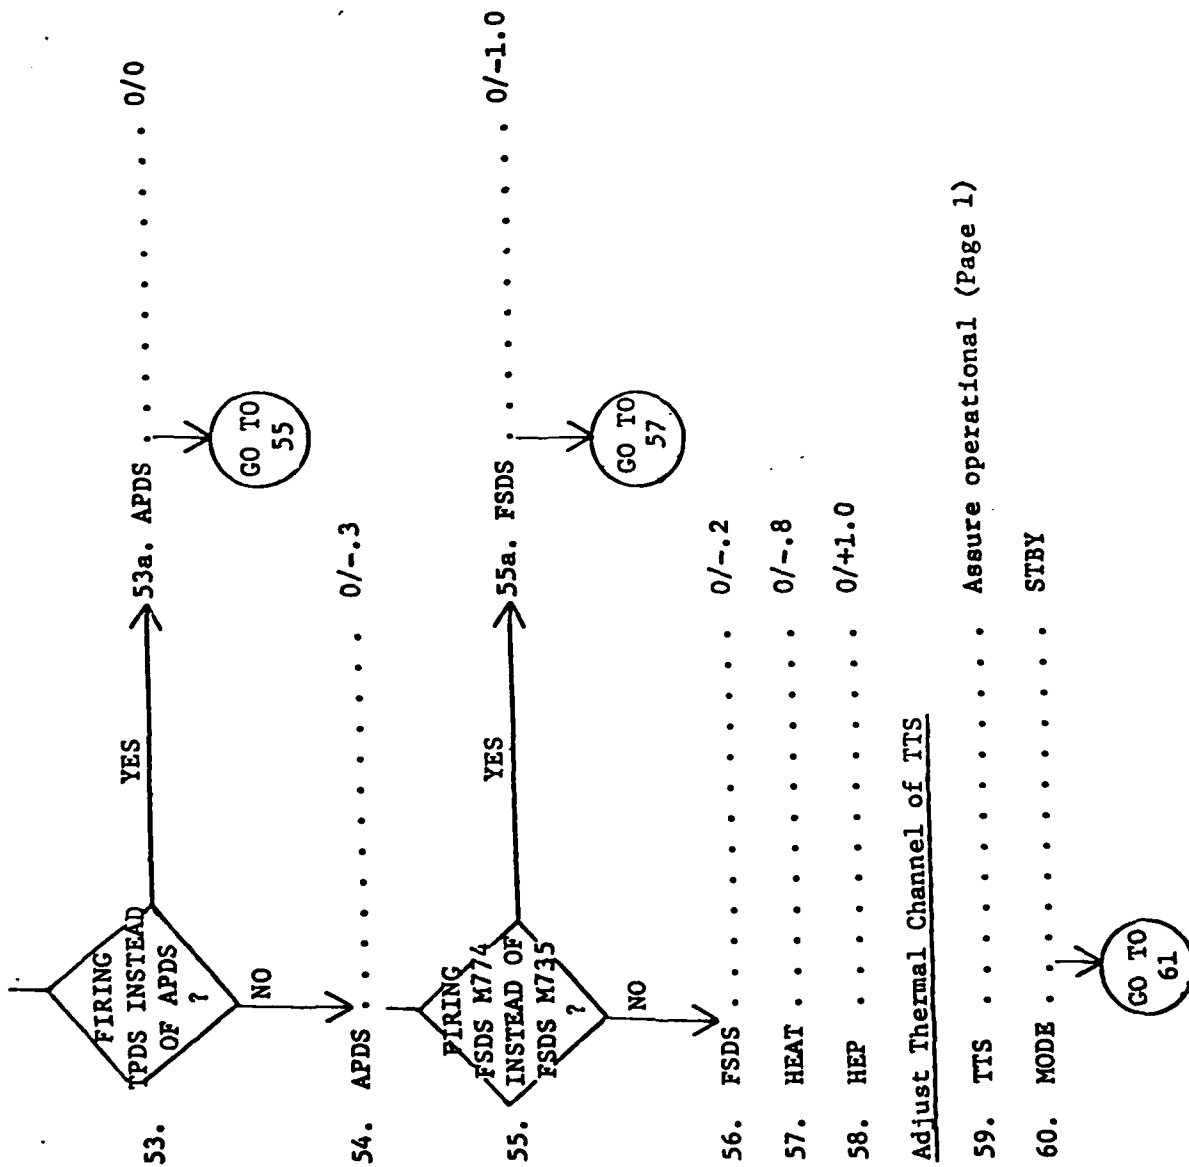 53. FIRING
TPDS INSTEAD
OF APDS
?
YES
53a. APDS . . . . . . . . . . . 0/0
GO TO
55
NO
54. APDS . . . . . . . . . . . . 0/-.3
55. FIRING
FSDS M774
INSTEAD OF
FSDS M735
?
YES
55a. FSDS . . . . . . . . . . . 0/-1.0
GO TO
57
NO
56. FSDS . . . . . . . . . . . . 0/-.2
57. HEAT . . . . . . . . . . . . 0/-.8
58. HEP . . . . . . . . . . . . . 0/+1.0
Adjust Thermal Channel of TTS
59. TTS . . . . . . . . . . . . . Assure operational (Page 1)
60. MODE . . . . . . . . . . . . STBY
GO TO
61